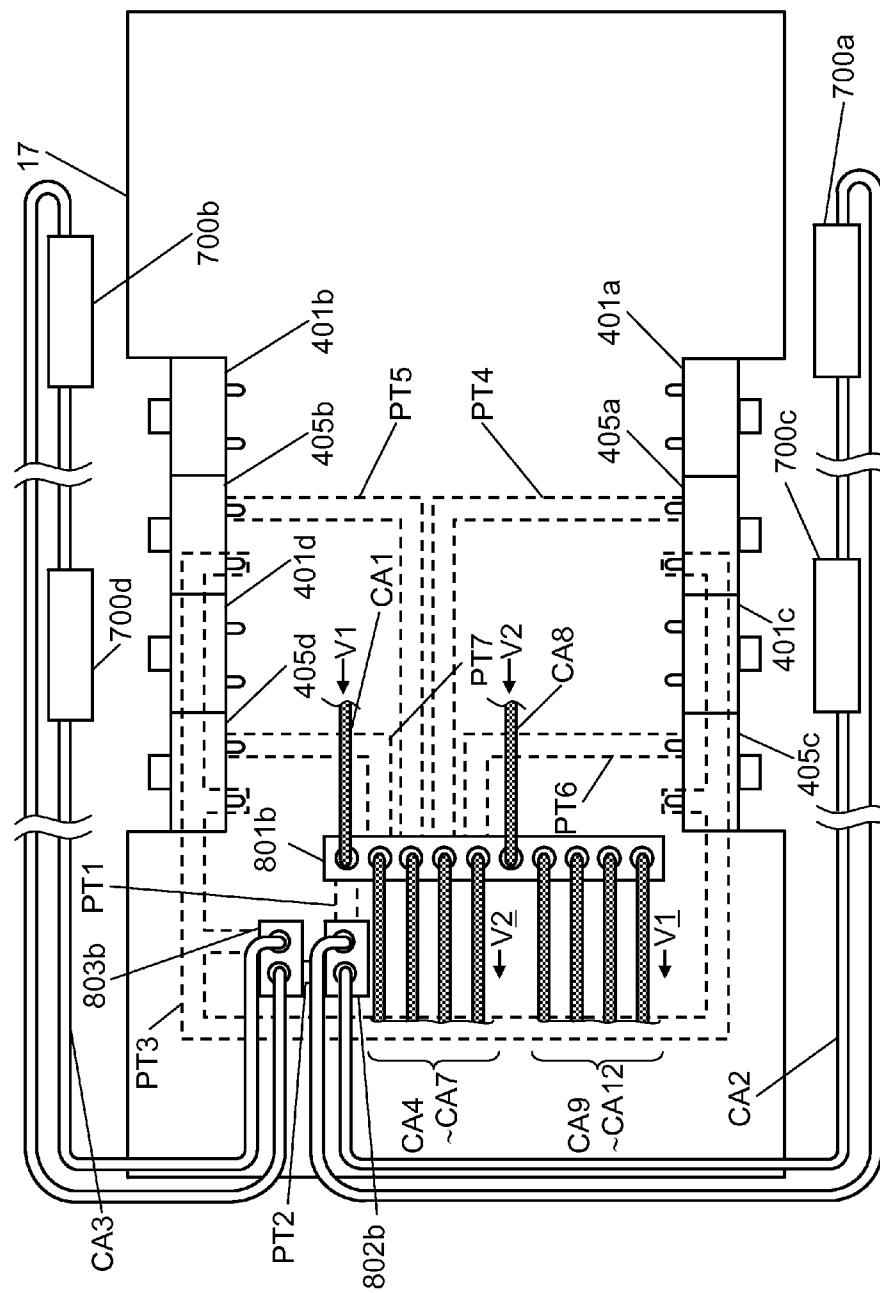 17
700b
700a
401b
401a
405b
PT5
PT4
405a
700c
700d
401d
CA1
401c
405d
V1
PT7
V2
CA8
405c
PT6
801b
PT1
803b
V2
V1
PT3
CA4
~CA7
CA9
~CA12
CA2
CA3
PT2
802b